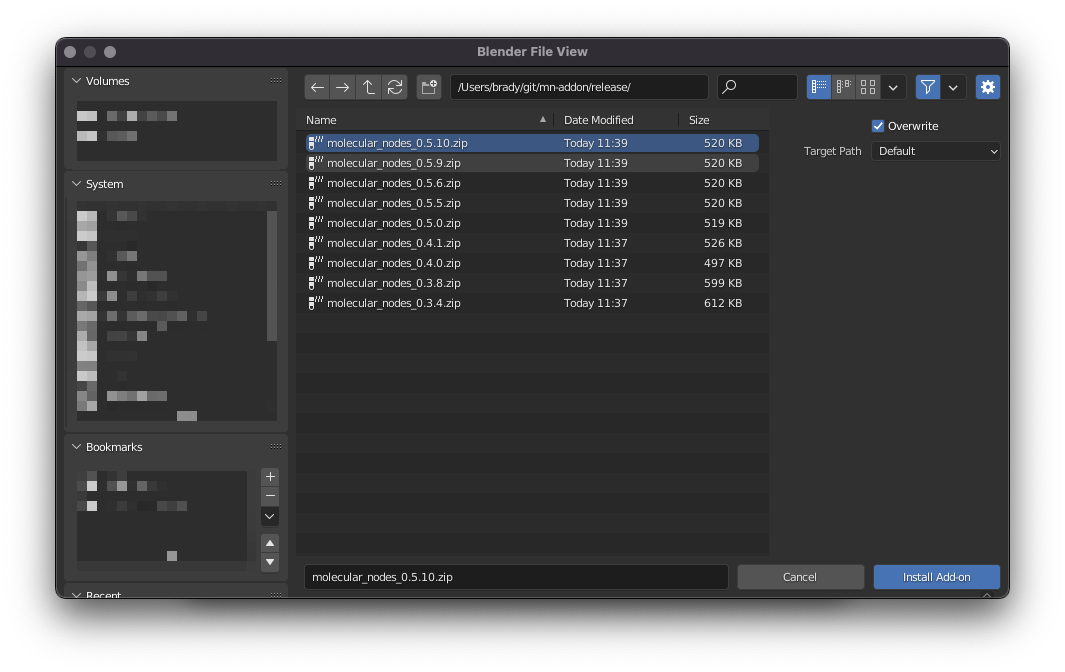 Blender File View
Volumes
System
Bookmarks
Recent
/Users/brady/git/mn-addon/release/
Name Date Modified Size
molecular_nodes_0.5.10.zip Today 11:39 520 KB
molecular_nodes_0.5.9.zip Today 11:39 520 KB
molecular_nodes_0.5.6.zip Today 11:39 520 KB
molecular_nodes_0.5.5.zip Today 11:39 520 KB
molecular_nodes_0.5.0.zip Today 11:39 519 KB
molecular_nodes_0.4.1.zip Today 11:37 526 KB
molecular_nodes_0.4.0.zip Today 11:37 497 KB
molecular_nodes_0.3.8.zip Today 11:37 599 KB
molecular_nodes_0.3.4.zip Today 11:37 612 KB
Overwrite
Target Path Default
molecular_nodes_0.5.10.zip Cancel Install Add-on